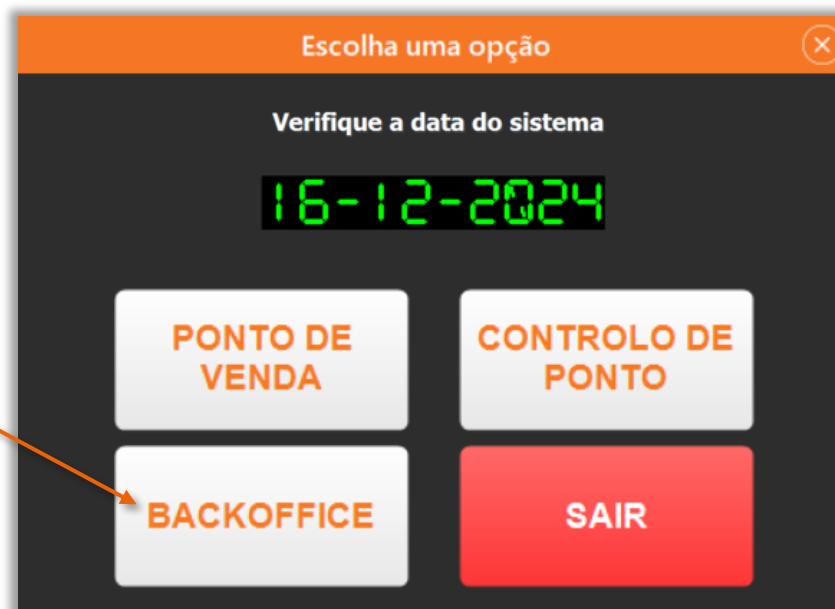 Escolha uma opção
Verifique a data do sistema
16-12-2024
PONTO DE
VENDA
CONTROLO DE
PONTO
BACKOFFICE
SAIR